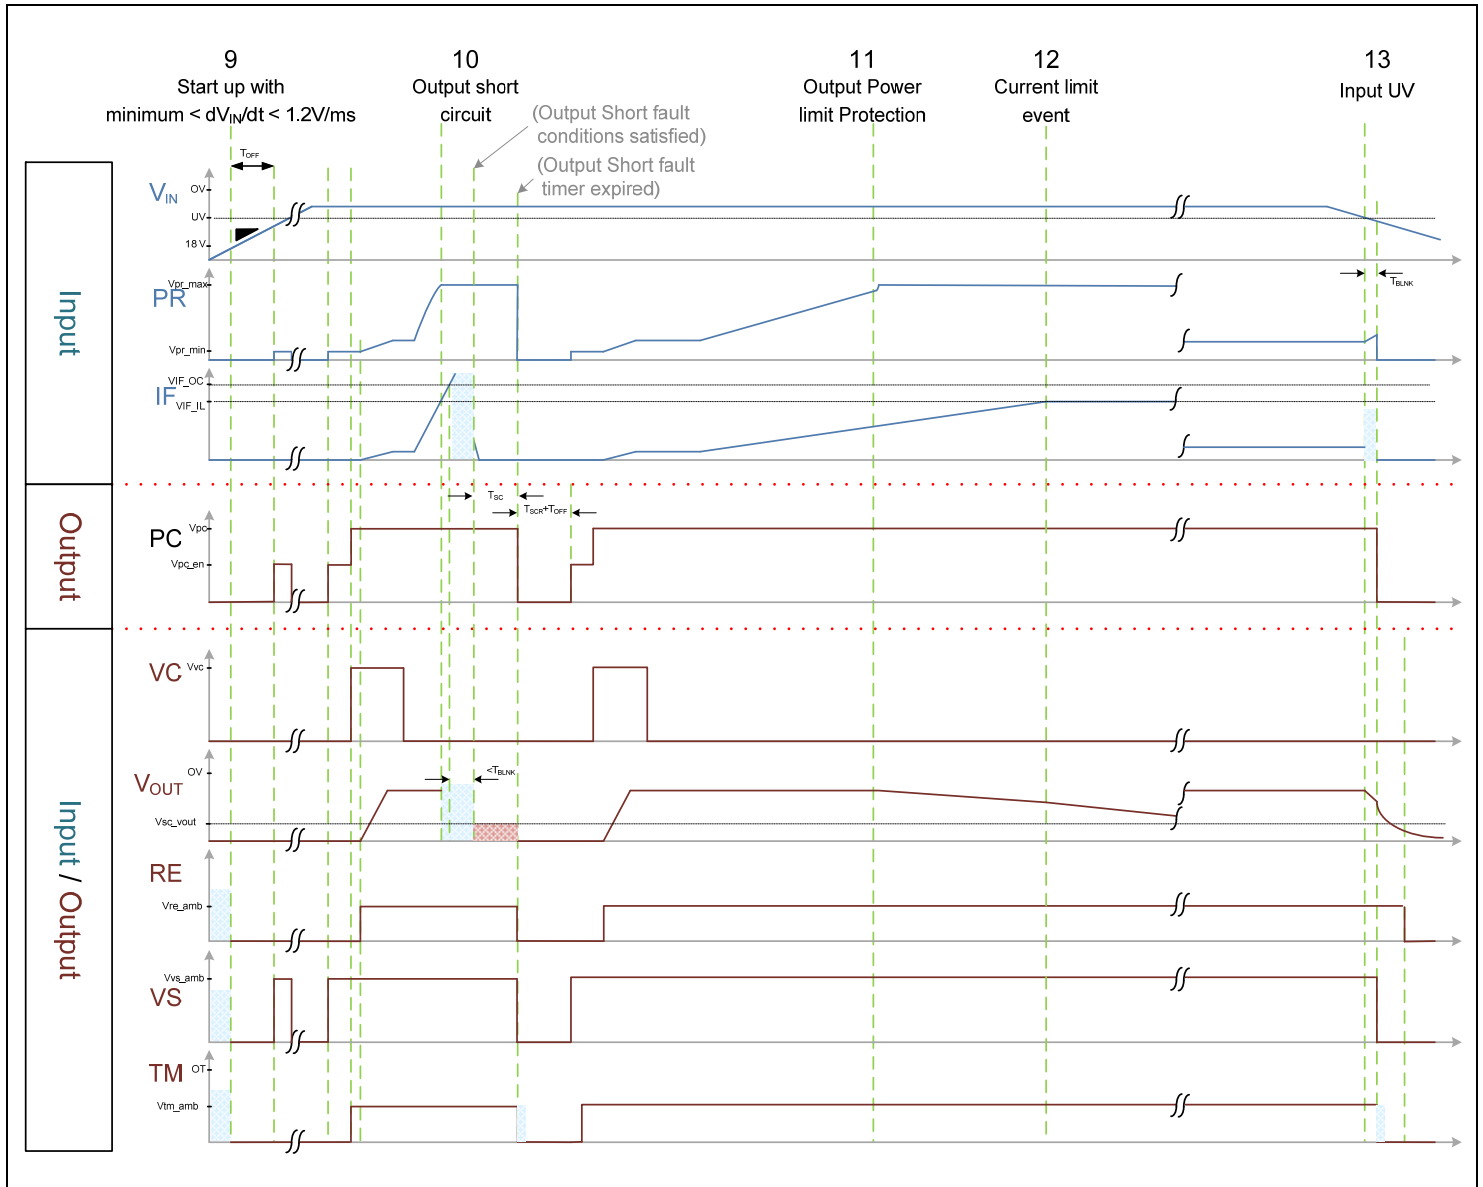 9
Start up with
minimum < dVIN/dt < 1.2V/ms
10
Output short
circuit
(Output Short fault
conditions satisfied)
(Output Short fault
timer expired)
11
Output Power
limit Protection
12
Current limit
event
13
Input UV
Input
TOFF
VIN
OV
UV
18 V
PR
Vpr_max
Vpr_min
TBLNK
IF
VIF_OC
VIF_IL
Output
TSC
TSCR+TOFF
PC
Vpc
Vpc_en
Input / Output
VC
Vvc
VOUT
OV
<TBLNK
Vsc_vout
RE
Vre_amb
VS
Vvs_amb
TM
OT
Vtm_amb